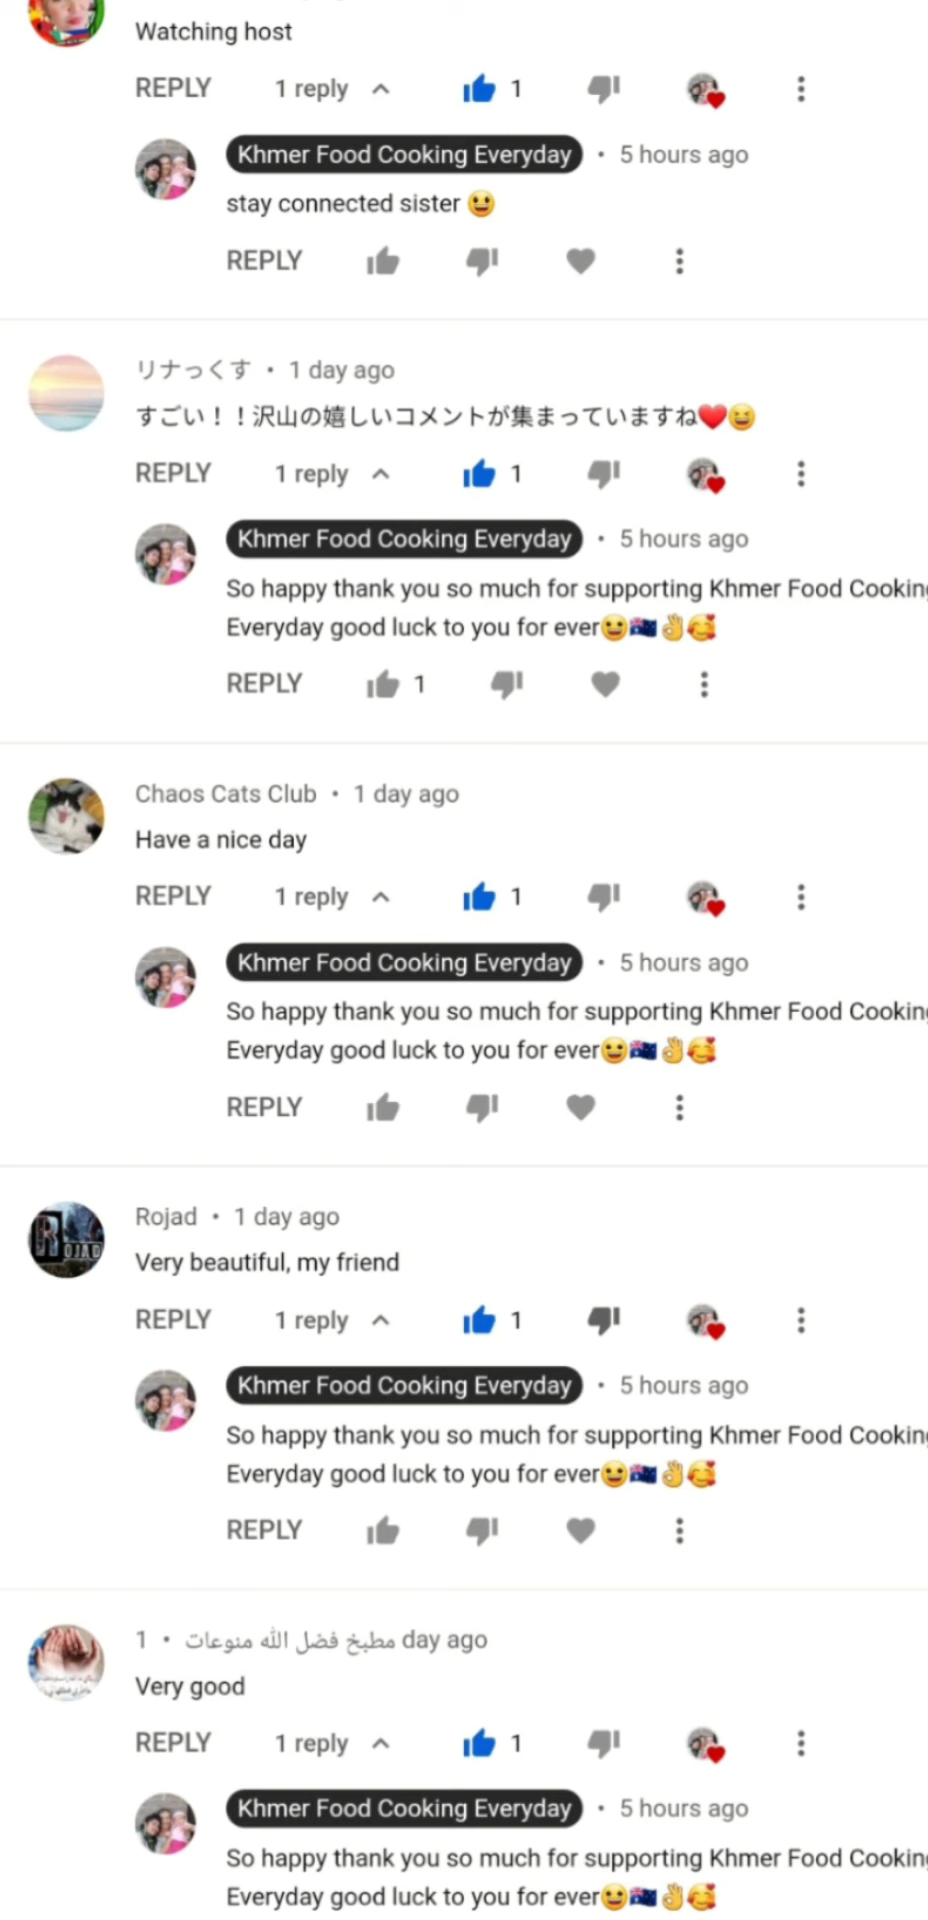 Watching host
REPLY 1 reply 1
Khmer Food Cooking Everyday • 5 hours ago
stay connected sister 😀
REPLY
リナっくす • 1 day ago
すごい！！沢山の嬉しいコメントが集まっていますね❤️😆
REPLY 1 reply 1
Khmer Food Cooking Everyday • 5 hours ago
So happy thank you so much for supporting Khmer Food Cooking
Everyday good luck to you for ever😀🇦🇺👌🥰
REPLY 1
Chaos Cats Club • 1 day ago
Have a nice day
REPLY 1 reply 1
Khmer Food Cooking Everyday • 5 hours ago
So happy thank you so much for supporting Khmer Food Cooking
Everyday good luck to you for ever😀🇦🇺👌🥰
REPLY
Rojad • 1 day ago
Very beautiful, my friend
REPLY 1 reply 1
Khmer Food Cooking Everyday • 5 hours ago
So happy thank you so much for supporting Khmer Food Cooking
Everyday good luck to you for ever😀🇦🇺👌🥰
REPLY
مطبخ فضل الله منوعات • 1 day ago
Very good
REPLY 1 reply 1
Khmer Food Cooking Everyday • 5 hours ago
So happy thank you so much for supporting Khmer Food Cooking
Everyday good luck to you for ever😀🇦🇺👌🥰